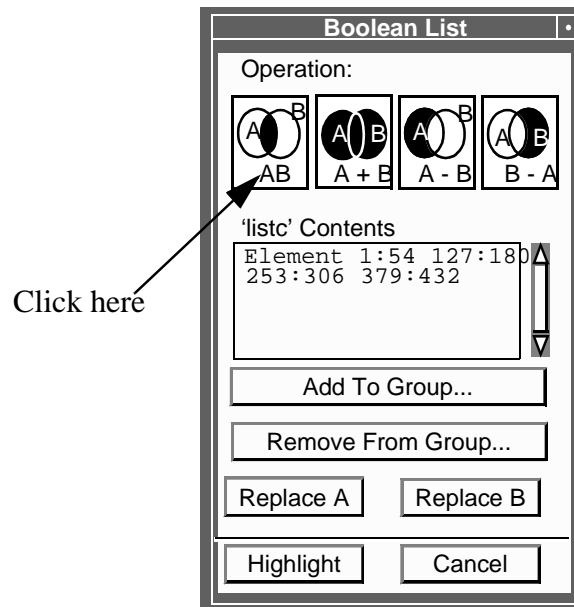 Boolean List
Operation:
A B A B A B A B
AB A + B A - B B - A
'listc' Contents
Element 1:54 127:180
253:306 379:432
Click here
Add To Group...
Remove From Group...
Replace A Replace B
Highlight Cancel